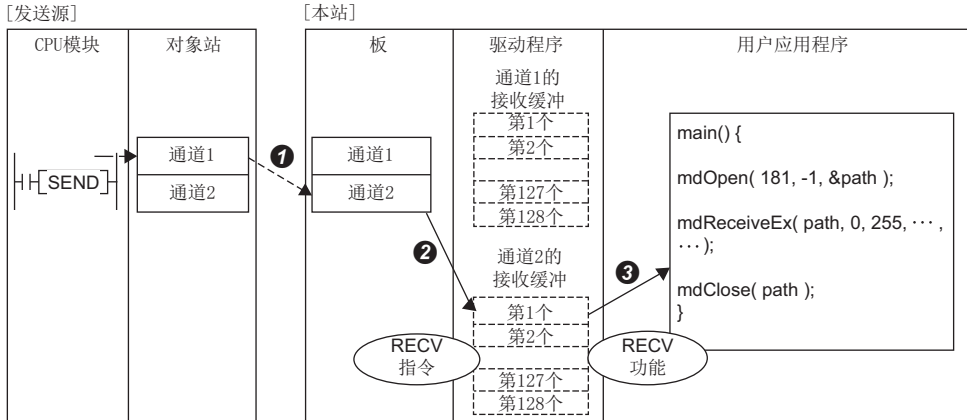 [发送源]
CPU模块
对象站
SEND
通道1
通道2
❶
[本站]
板
驱动程序
用户应用程序
通道1
通道2
❷
通道1的
接收缓冲
第1个
第2个
第127个
第128个
通道2的
接收缓冲
第1个
第2个
第127个
第128个
RECV
指令
❸
RECV
功能
main() {
mdOpen( 181, -1, &path );
mdReceiveEx( path, 0, 255, ··· ,
··· );
mdClose( path );
}